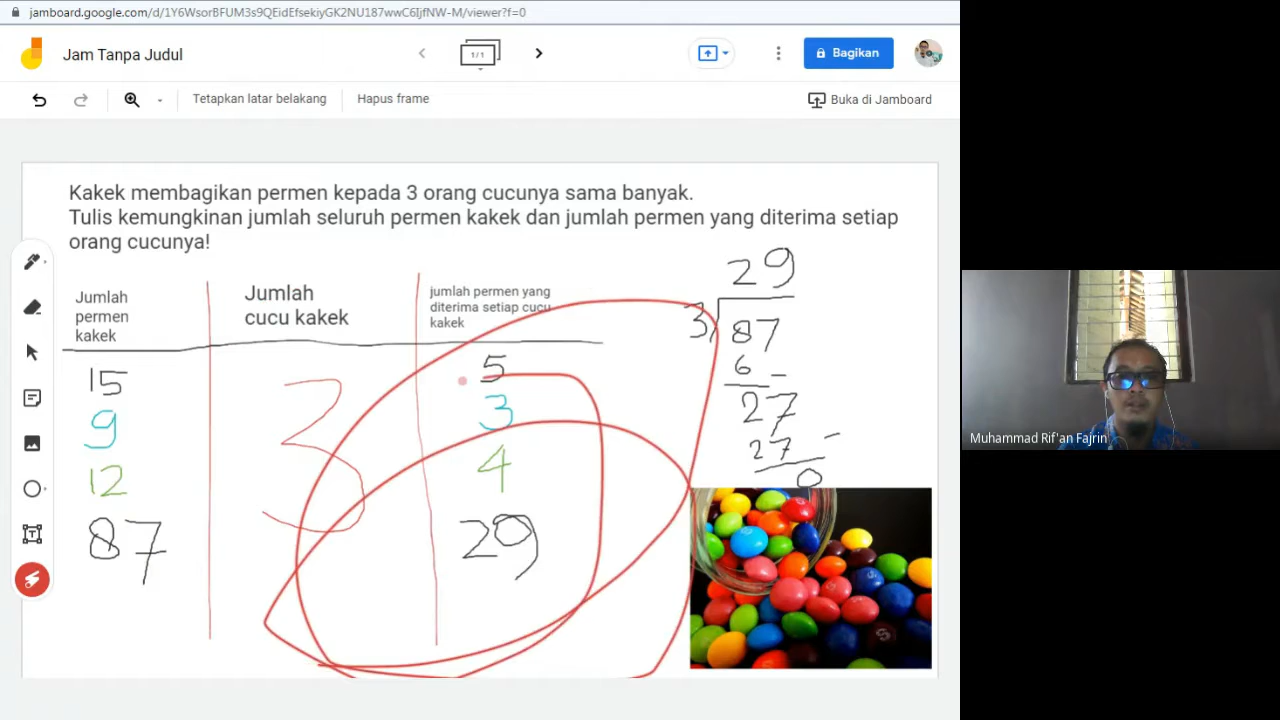 jamboard.google.com/d/1Y6WsorBFUM3s9QEidEfsekiyGK2NU187wwC6IjfNW-M/viewer?f=0
Jam Tanpa Judul
1/1
Bagikan
Tetapkan latar belakang
Hapus frame
Buka di Jamboard
Kakek membagikan permen kepada 3 orang cucunya sama banyak.
Tulis kemungkinan jumlah seluruh permen kakek dan jumlah permen yang diterima setiap
orang cucunya!
Jumlah
permen
kakek
Jumlah
cucu kakek
jumlah permen yang
diterima setiap cucu
kakek
15
9
12
87
3
5
3
4
29
29
3 87
6 -
27
27 -
0
Muhammad Rif'an Fajrin